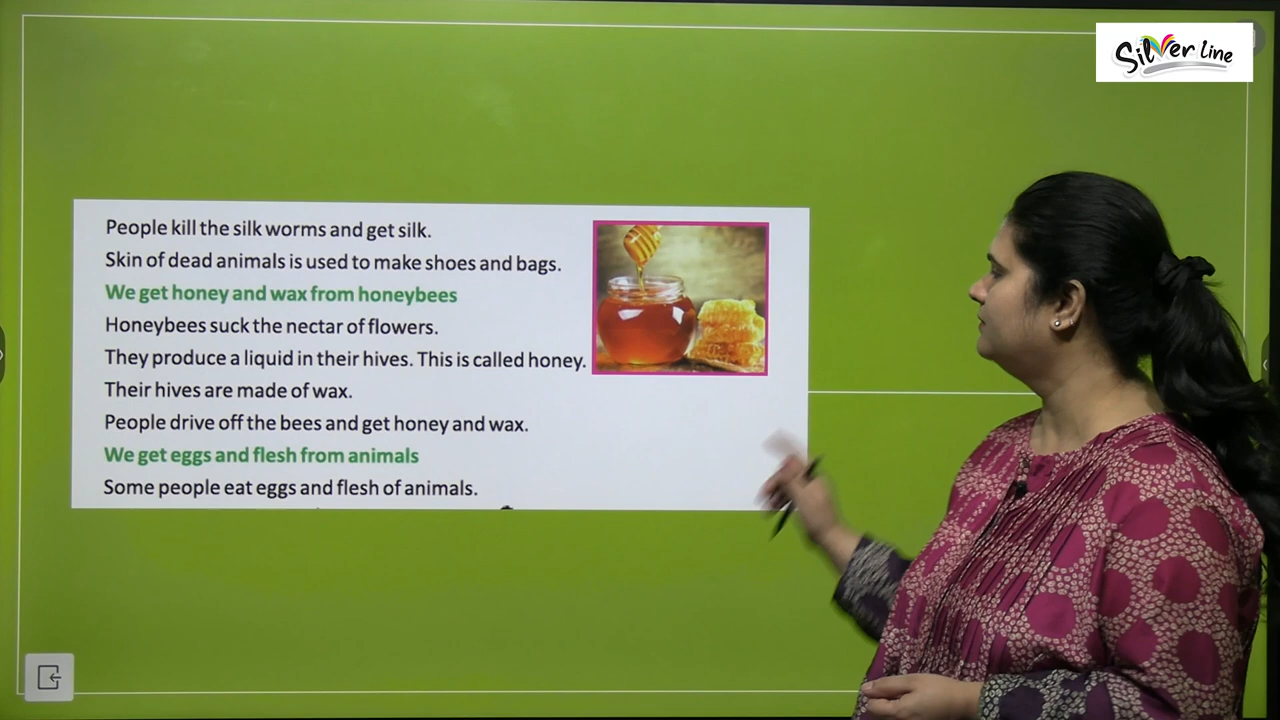 Silver Line
People kill the silk worms and get silk.
Skin of dead animals is used to make shoes and bags.
We get honey and wax from honeybees
Honeybees suck the nectar of flowers.
They produce a liquid in their hives. This is called honey.
Their hives are made of wax.
People drive off the bees and get honey and wax.
We get eggs and flesh from animals
Some people eat eggs and flesh of animals.